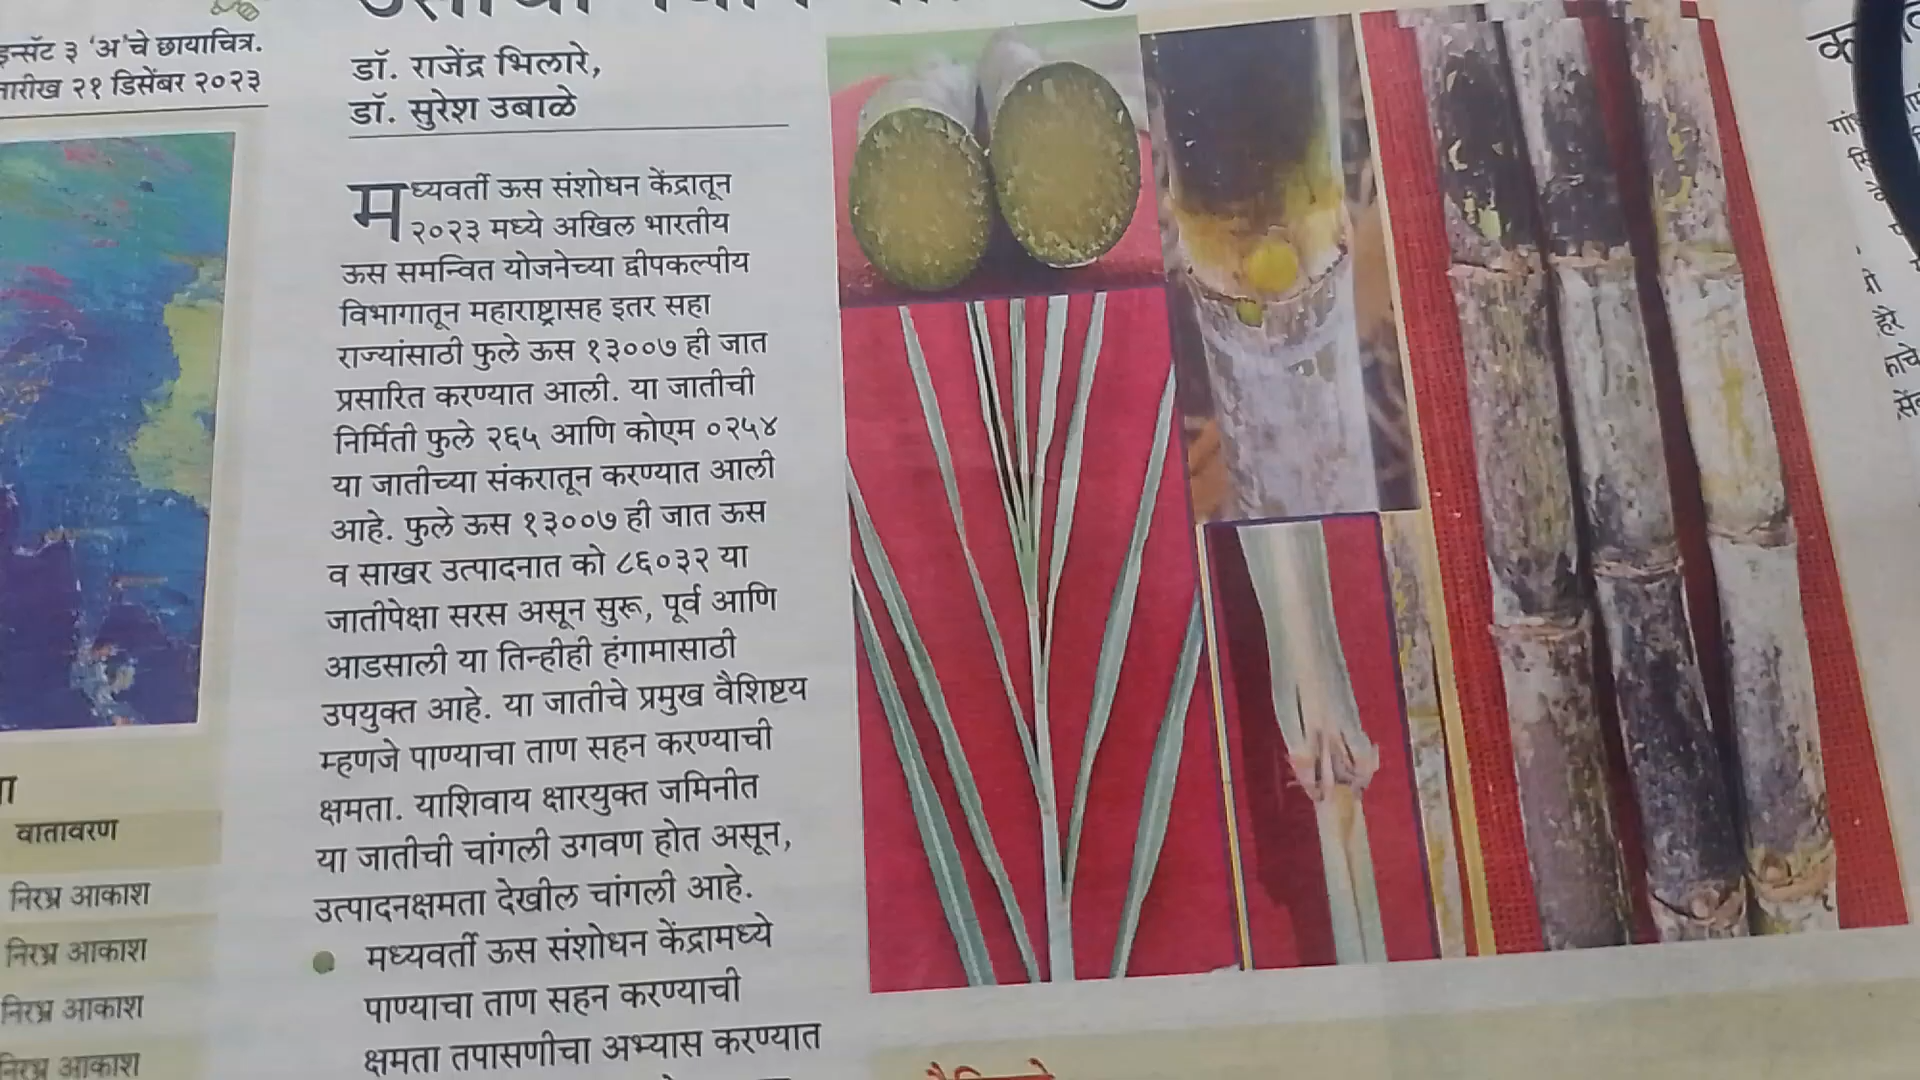 इन्सॅट ३ ‘अ’चे छायाचित्र.
तारीख २१ डिसेंबर २०२३
वातावरण
निरभ्र आकाश
निरभ्र आकाश
निरभ्र आकाश
निरभ्र आकाश
डॉ. राजेंद्र भिलारे,
डॉ. सुरेश उबाळे
मध्यवर्ती ऊस संशोधन केंद्रातून
२०२३ मध्ये अखिल भारतीय
ऊस समन्वित योजनेच्या द्वीपकल्पीय
विभागातून महाराष्ट्रासह इतर सहा
राज्यांसाठी फुले ऊस १३००७ ही जात
प्रसारित करण्यात आली. या जातीची
निर्मिती फुले २६५ आणि कोएम ०२५४
या जातीच्या संकरातून करण्यात आली
आहे. फुले ऊस १३००७ ही जात ऊस
व साखर उत्पादनात को ८६०३२ या
जातीपेक्षा सरस असून सुरू, पूर्व आणि
आडसाली या तिन्हीही हंगामासाठी
उपयुक्त आहे. या जातीचे प्रमुख वैशिष्टय
म्हणजे पाण्याचा ताण सहन करण्याची
क्षमता. याशिवाय क्षारयुक्त जमिनीत
या जातीची चांगली उगवण होत असून,
उत्पादनक्षमता देखील चांगली आहे.
मध्यवर्ती ऊस संशोधन केंद्रामध्ये
पाण्याचा ताण सहन करण्याची
क्षमता तपासणीचा अभ्यास करण्यात